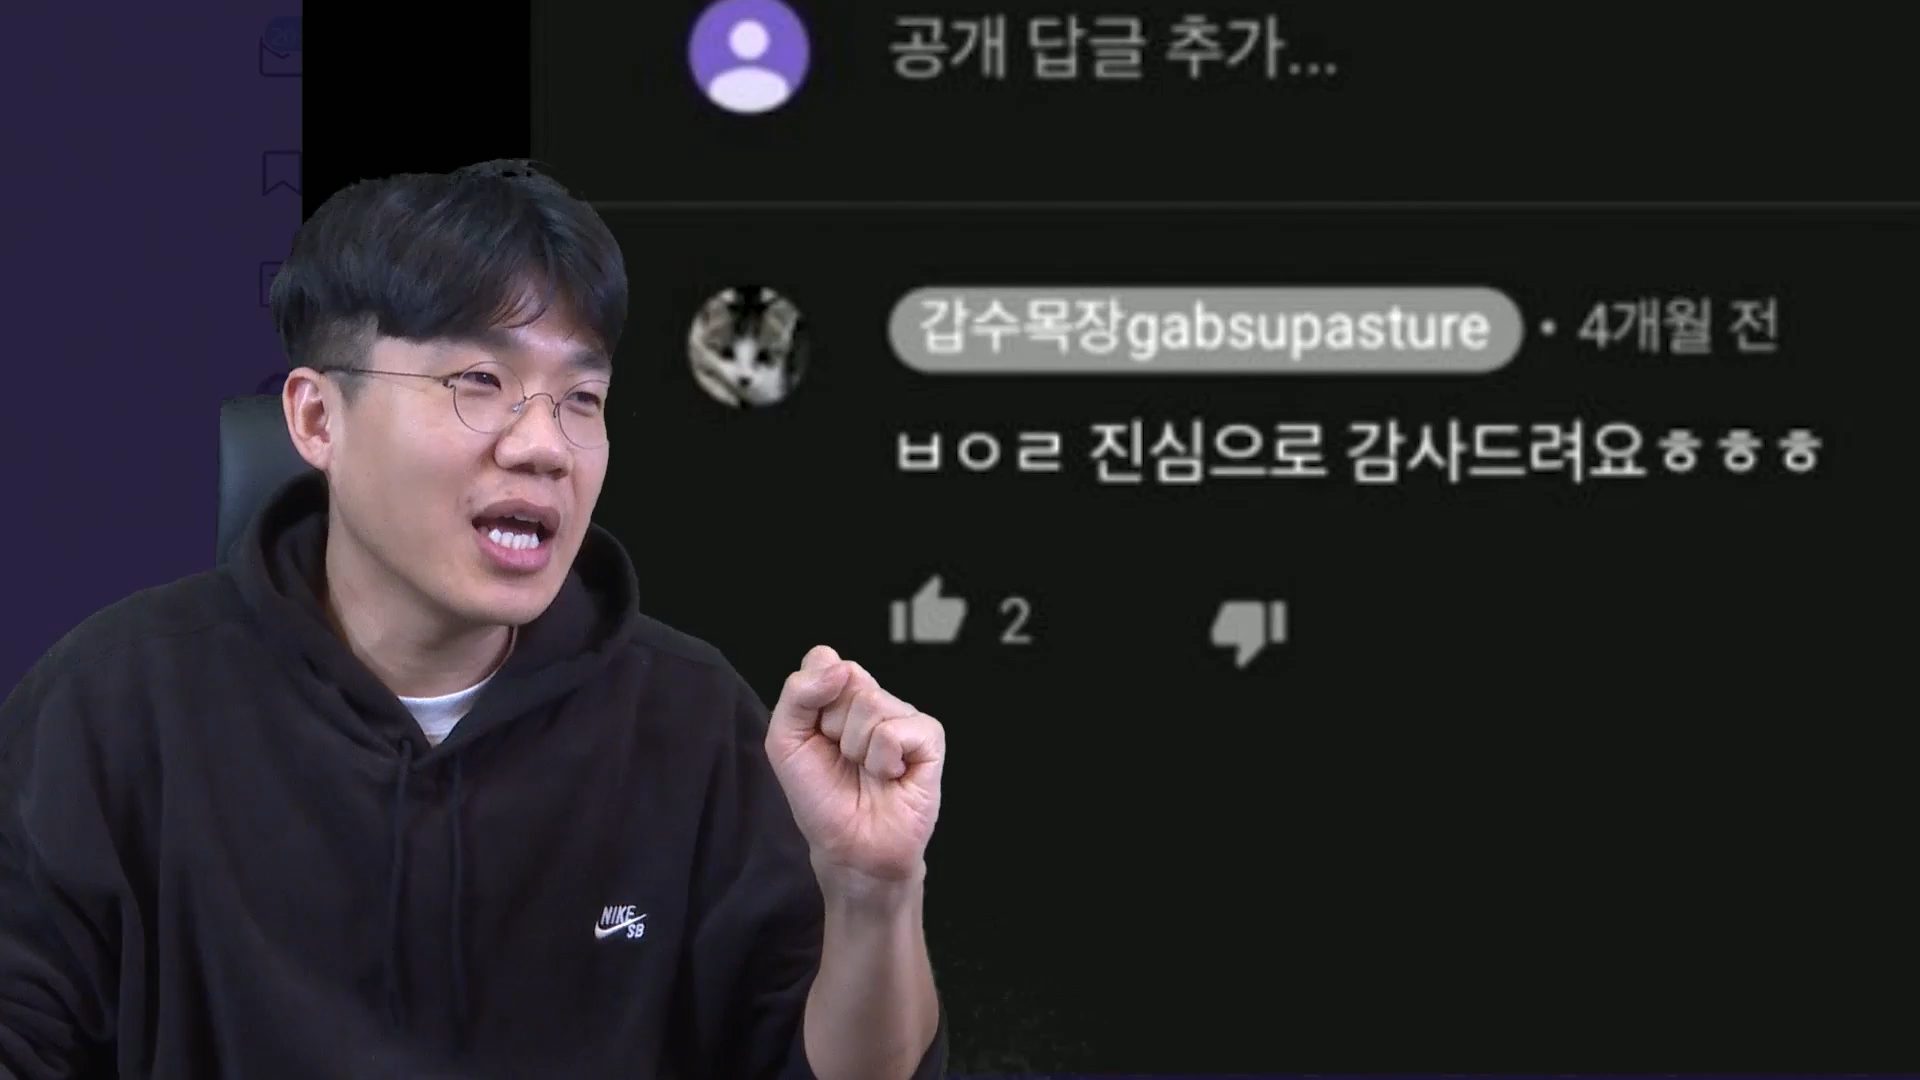 공개 답글 추가...
갑수목장gabsupasture • 4개월 전
ㅂㅇㄹ 진심으로 감사드려요ㅎㅎㅎ
2
NIKE
SB